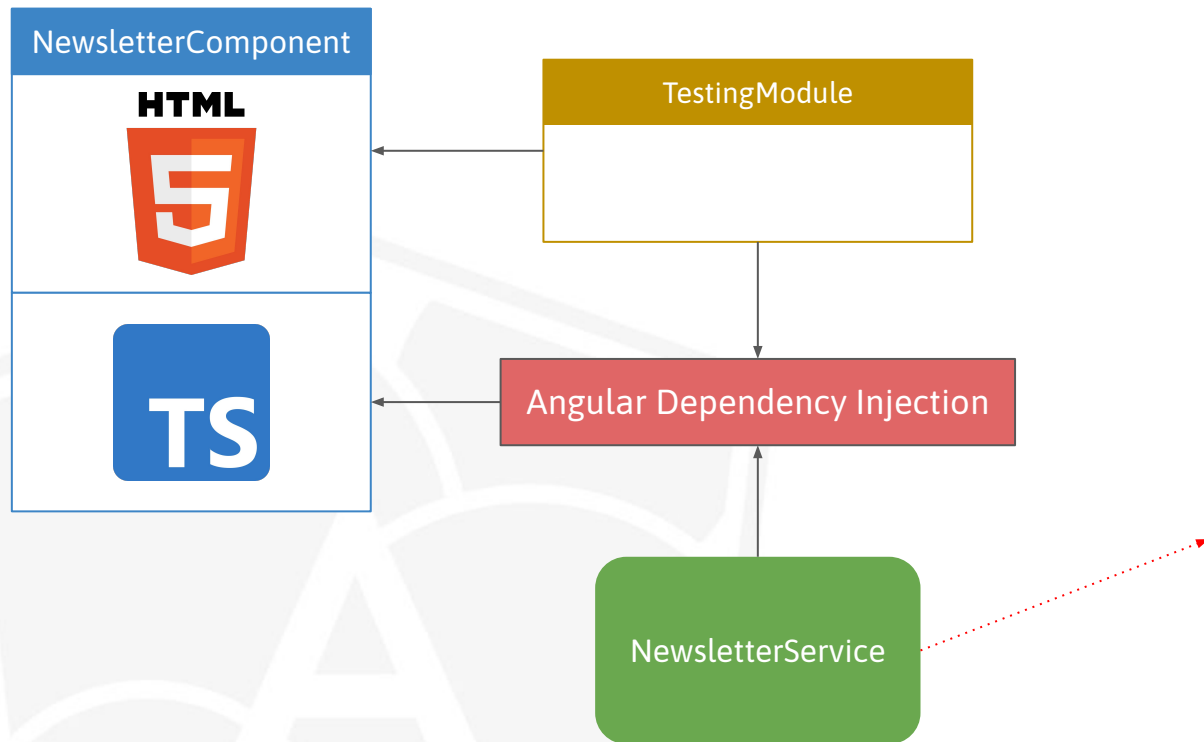 NewsletterComponent
HTML
5
TS
TestingModule
Angular Dependency Injection
NewsletterService